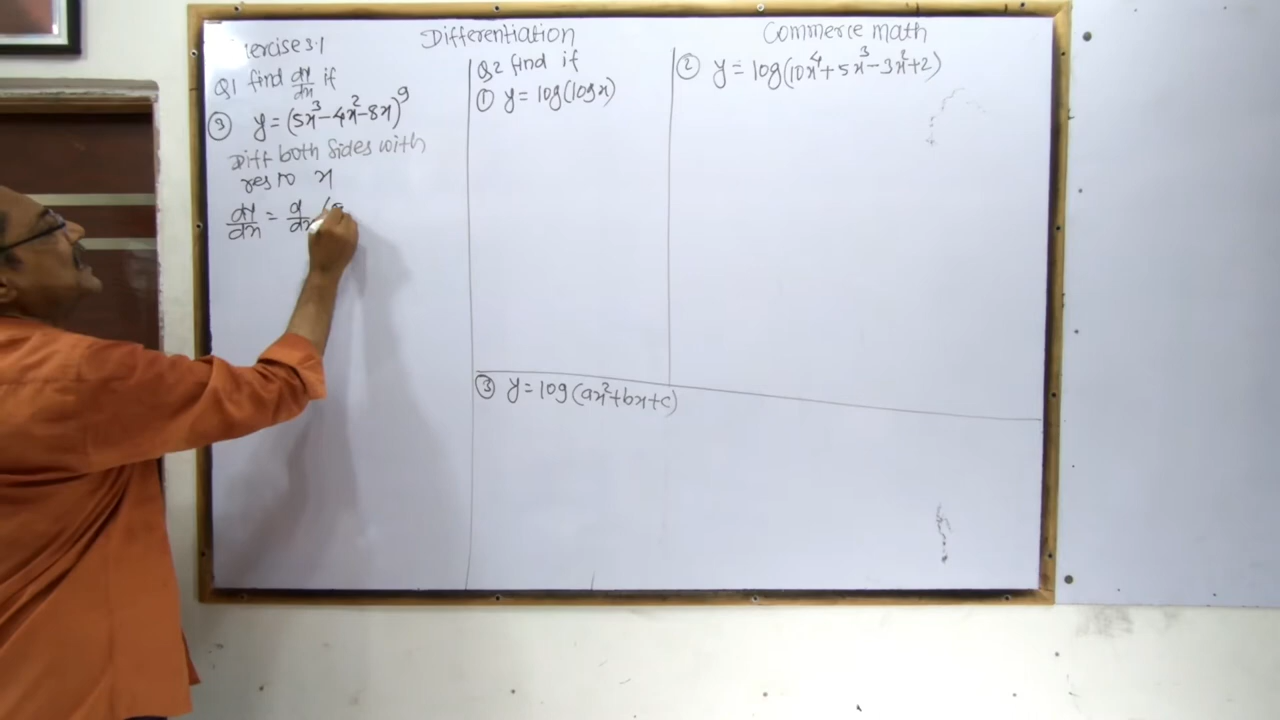 Differentiation
Commerce math
ercise 3.1
Q1 find dy/dx if
③ y = (5x³ - 4x² - 8x)⁹
Diff both sides with
res to x
dy/dx = d/dx (
Q2 find if
① y = log(log x)
② y = log(10x⁴ + 5x³ - 3x² + 2)
③ y = log(ax² + bx + c)